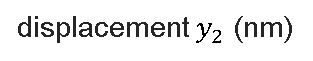 displacement y₂ (nm)